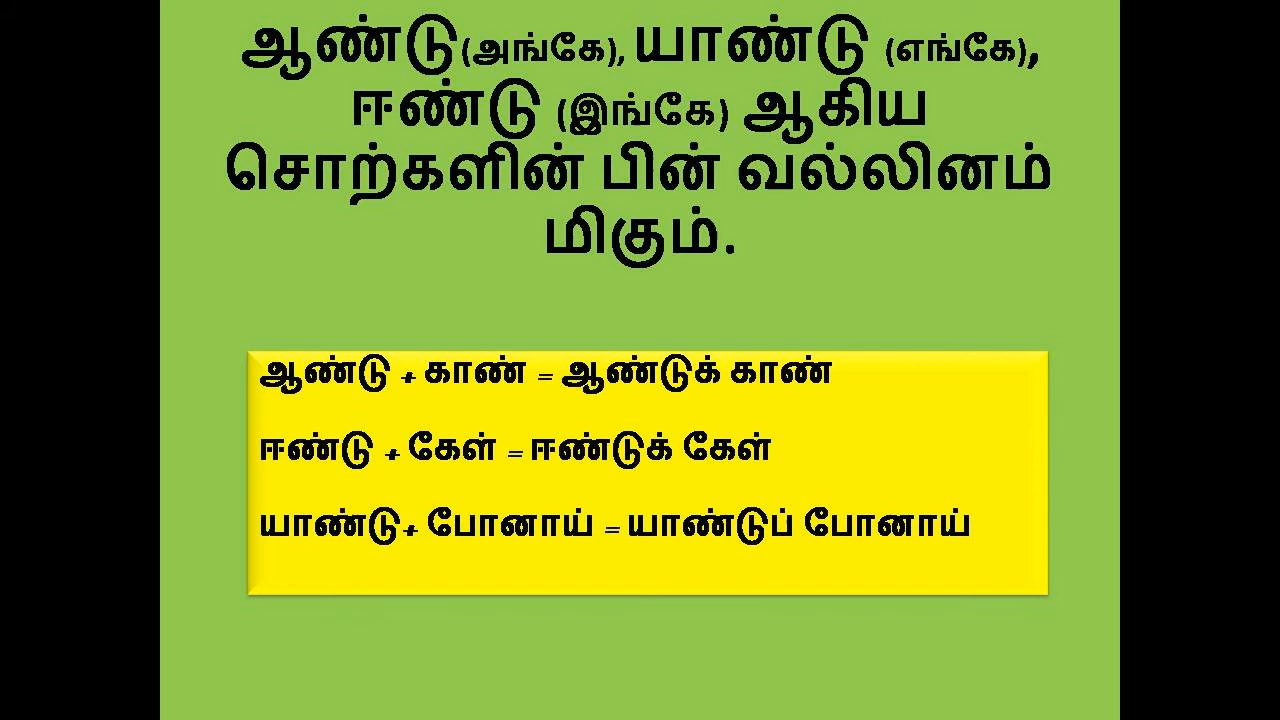 ஆண்டு(அங்கே), யாண்டு (எங்கே),
ஈண்டு (இங்கே) ஆகிய
சொற்களின் பின் வல்லினம்
மிகும்.
ஆண்டு + காண் = ஆண்டுக் காண்
ஈண்டு + கேள் = ஈண்டுக் கேள்
யாண்டு+ போனாய் = யாண்டுப் போனாய்